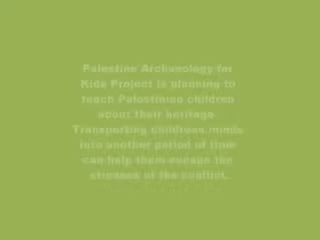 Palestine Archaeology for
Kids Project is planning to
teach Palestinian children
about their heritage.
Transporting childrens minds
into another period of time
can help them escape the
stresses of the conflict.